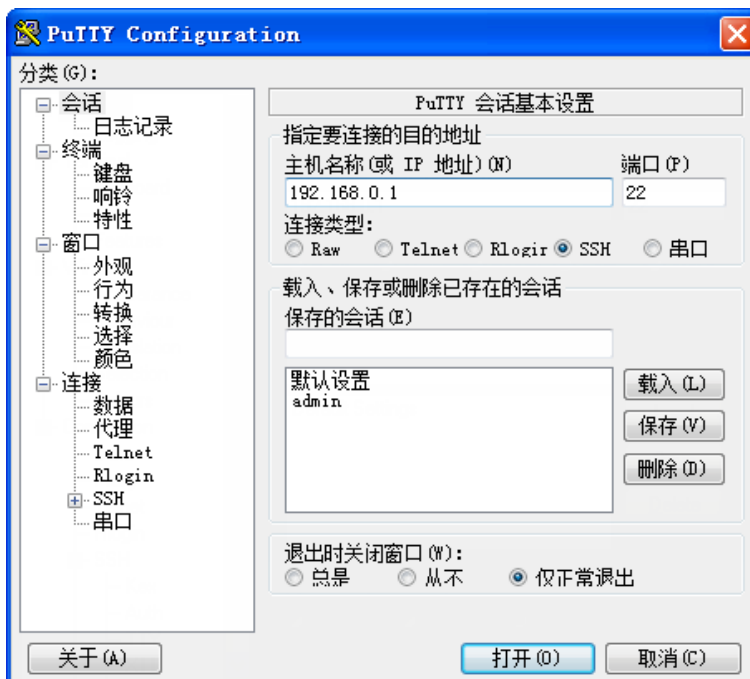 PuTTY Configuration
分类(G):
会话
日志记录
终端
键盘
响铃
特性
窗口
外观
行为
转换
选择
颜色
连接
数据
代理
Telnet
Rlogin
SSH
串口
PuTTY 会话基本设置
指定要连接的目的地址
主机名称(或 IP 地址)(N) 端口(P)
192.168.0.1 22
连接类型:
Raw Telnet Rlogir SSH 串口
载入、保存或删除已存在的会话
保存的会话(E)
默认设置
admin
载入(L)
保存(V)
删除(D)
退出时关闭窗口(W):
总是 从不 仅正常退出
关于(A) 打开(O) 取消(C)